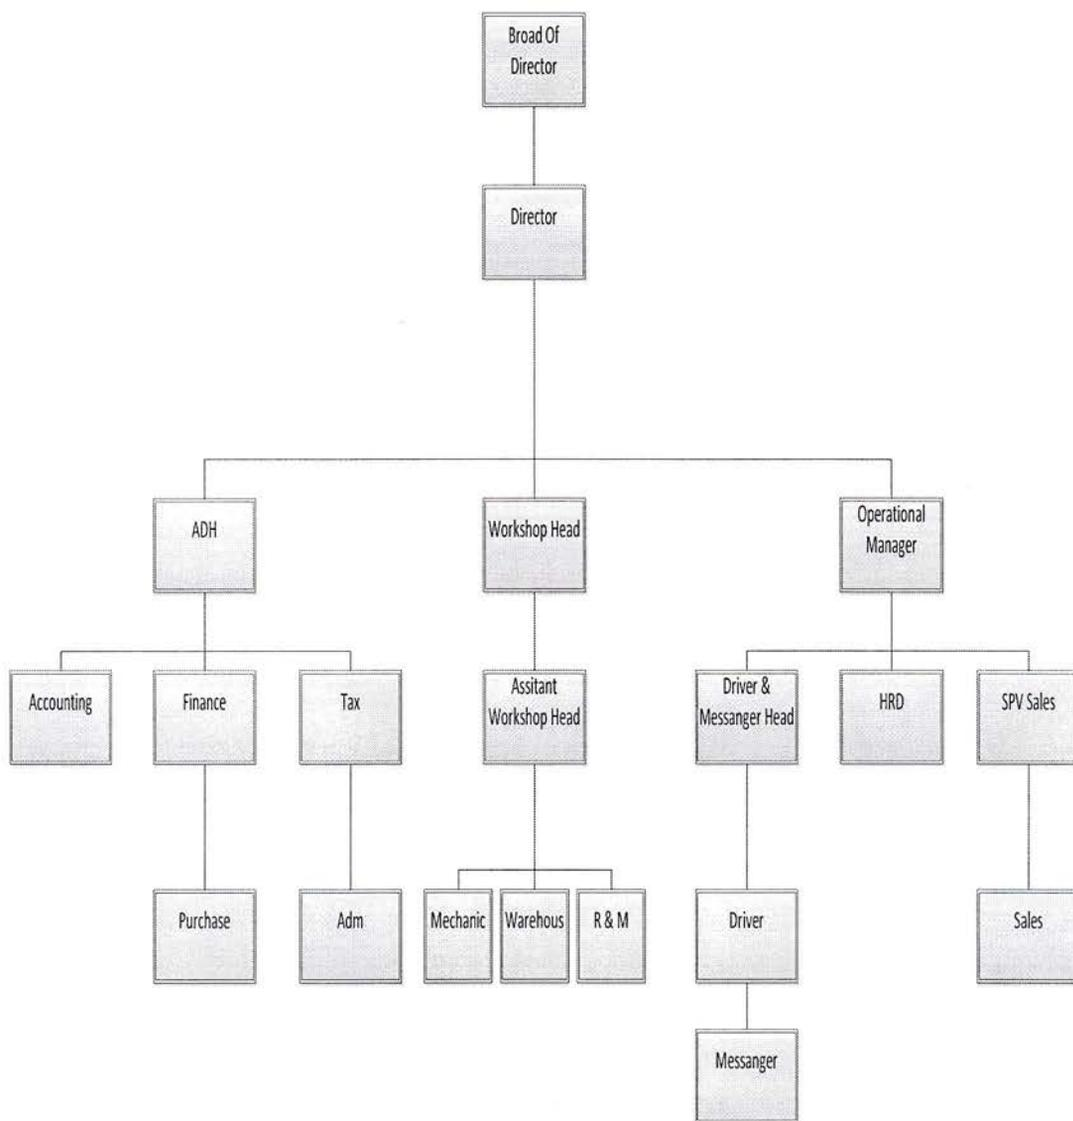 Broad Of
Director
Director
ADH
Workshop Head
Operational
Manager
Accounting
Finance
Tax
Assitant
Workshop Head
Driver &
Messanger Head
HRD
SPV Sales
Purchase
Adm
Mechanic
Warehous
R & M
Driver
Sales
Messanger